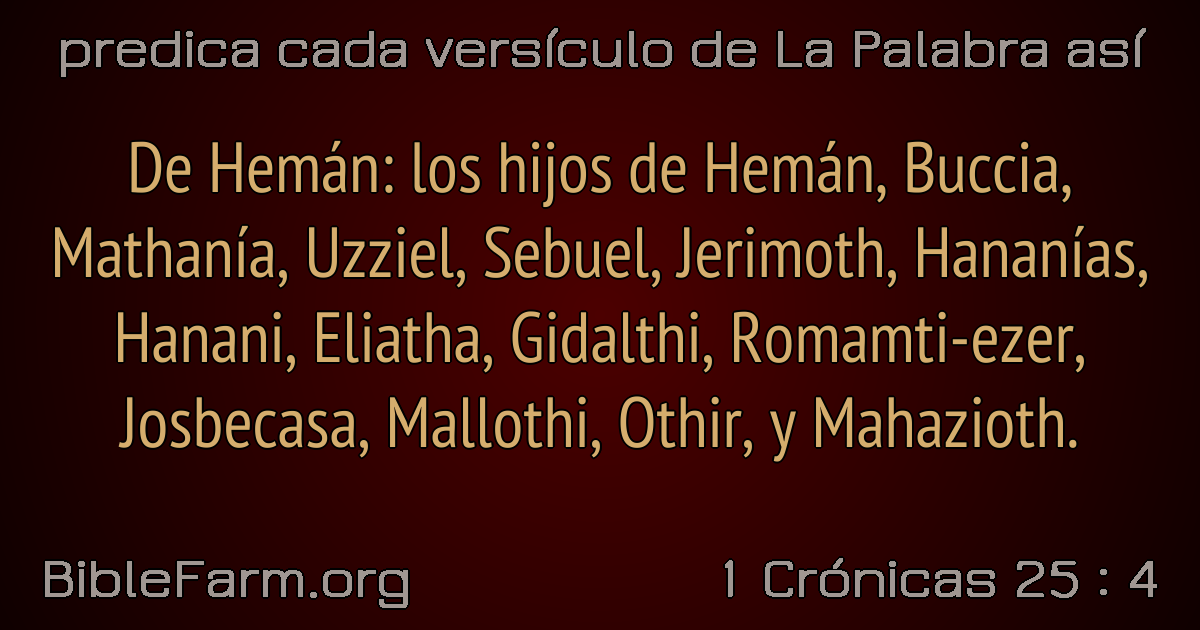 predica cada versículo de La Palabra así
De Hemán: los hijos de Hemán, Buccia,
Mathanía, Uzziel, Sebuel, Jerimoth, Hananías,
Hanani, Eliatha, Gidalthi, Romamti-ezer,
Josbecasa, Mallothi, Othir, y Mahazioth.
BibleFarm.org
1 Crónicas 25 : 4